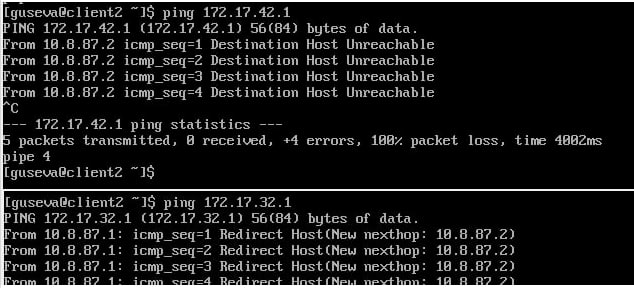 [guseva@client2 ~]$ ping 172.17.42.1
PING 172.17.42.1 (172.17.42.1) 56(84) bytes of data.
From 10.8.87.2 icmp_seq=1 Destination Host Unreachable
From 10.8.87.2 icmp_seq=2 Destination Host Unreachable
From 10.8.87.2 icmp_seq=3 Destination Host Unreachable
From 10.8.87.2 icmp_seq=4 Destination Host Unreachable
^C
--- 172.17.42.1 ping statistics ---
5 packets transmitted, 0 received, +4 errors, 100% packet loss, time 4002ms
pipe 4
[guseva@client2 ~]$
[guseva@client2 ~]$ ping 172.17.32.1
PING 172.17.32.1 (172.17.32.1) 56(84) bytes of data.
From 10.8.87.1: icmp_seq=1 Redirect Host(New nexthop: 10.8.87.2)
From 10.8.87.1: icmp_seq=2 Redirect Host(New nexthop: 10.8.87.2)
From 10.8.87.1: icmp_seq=3 Redirect Host(New nexthop: 10.8.87.2)
From 10.8.87.1: icmp_seq=4 Redirect Host(New nexthop: 10.8.87.2)